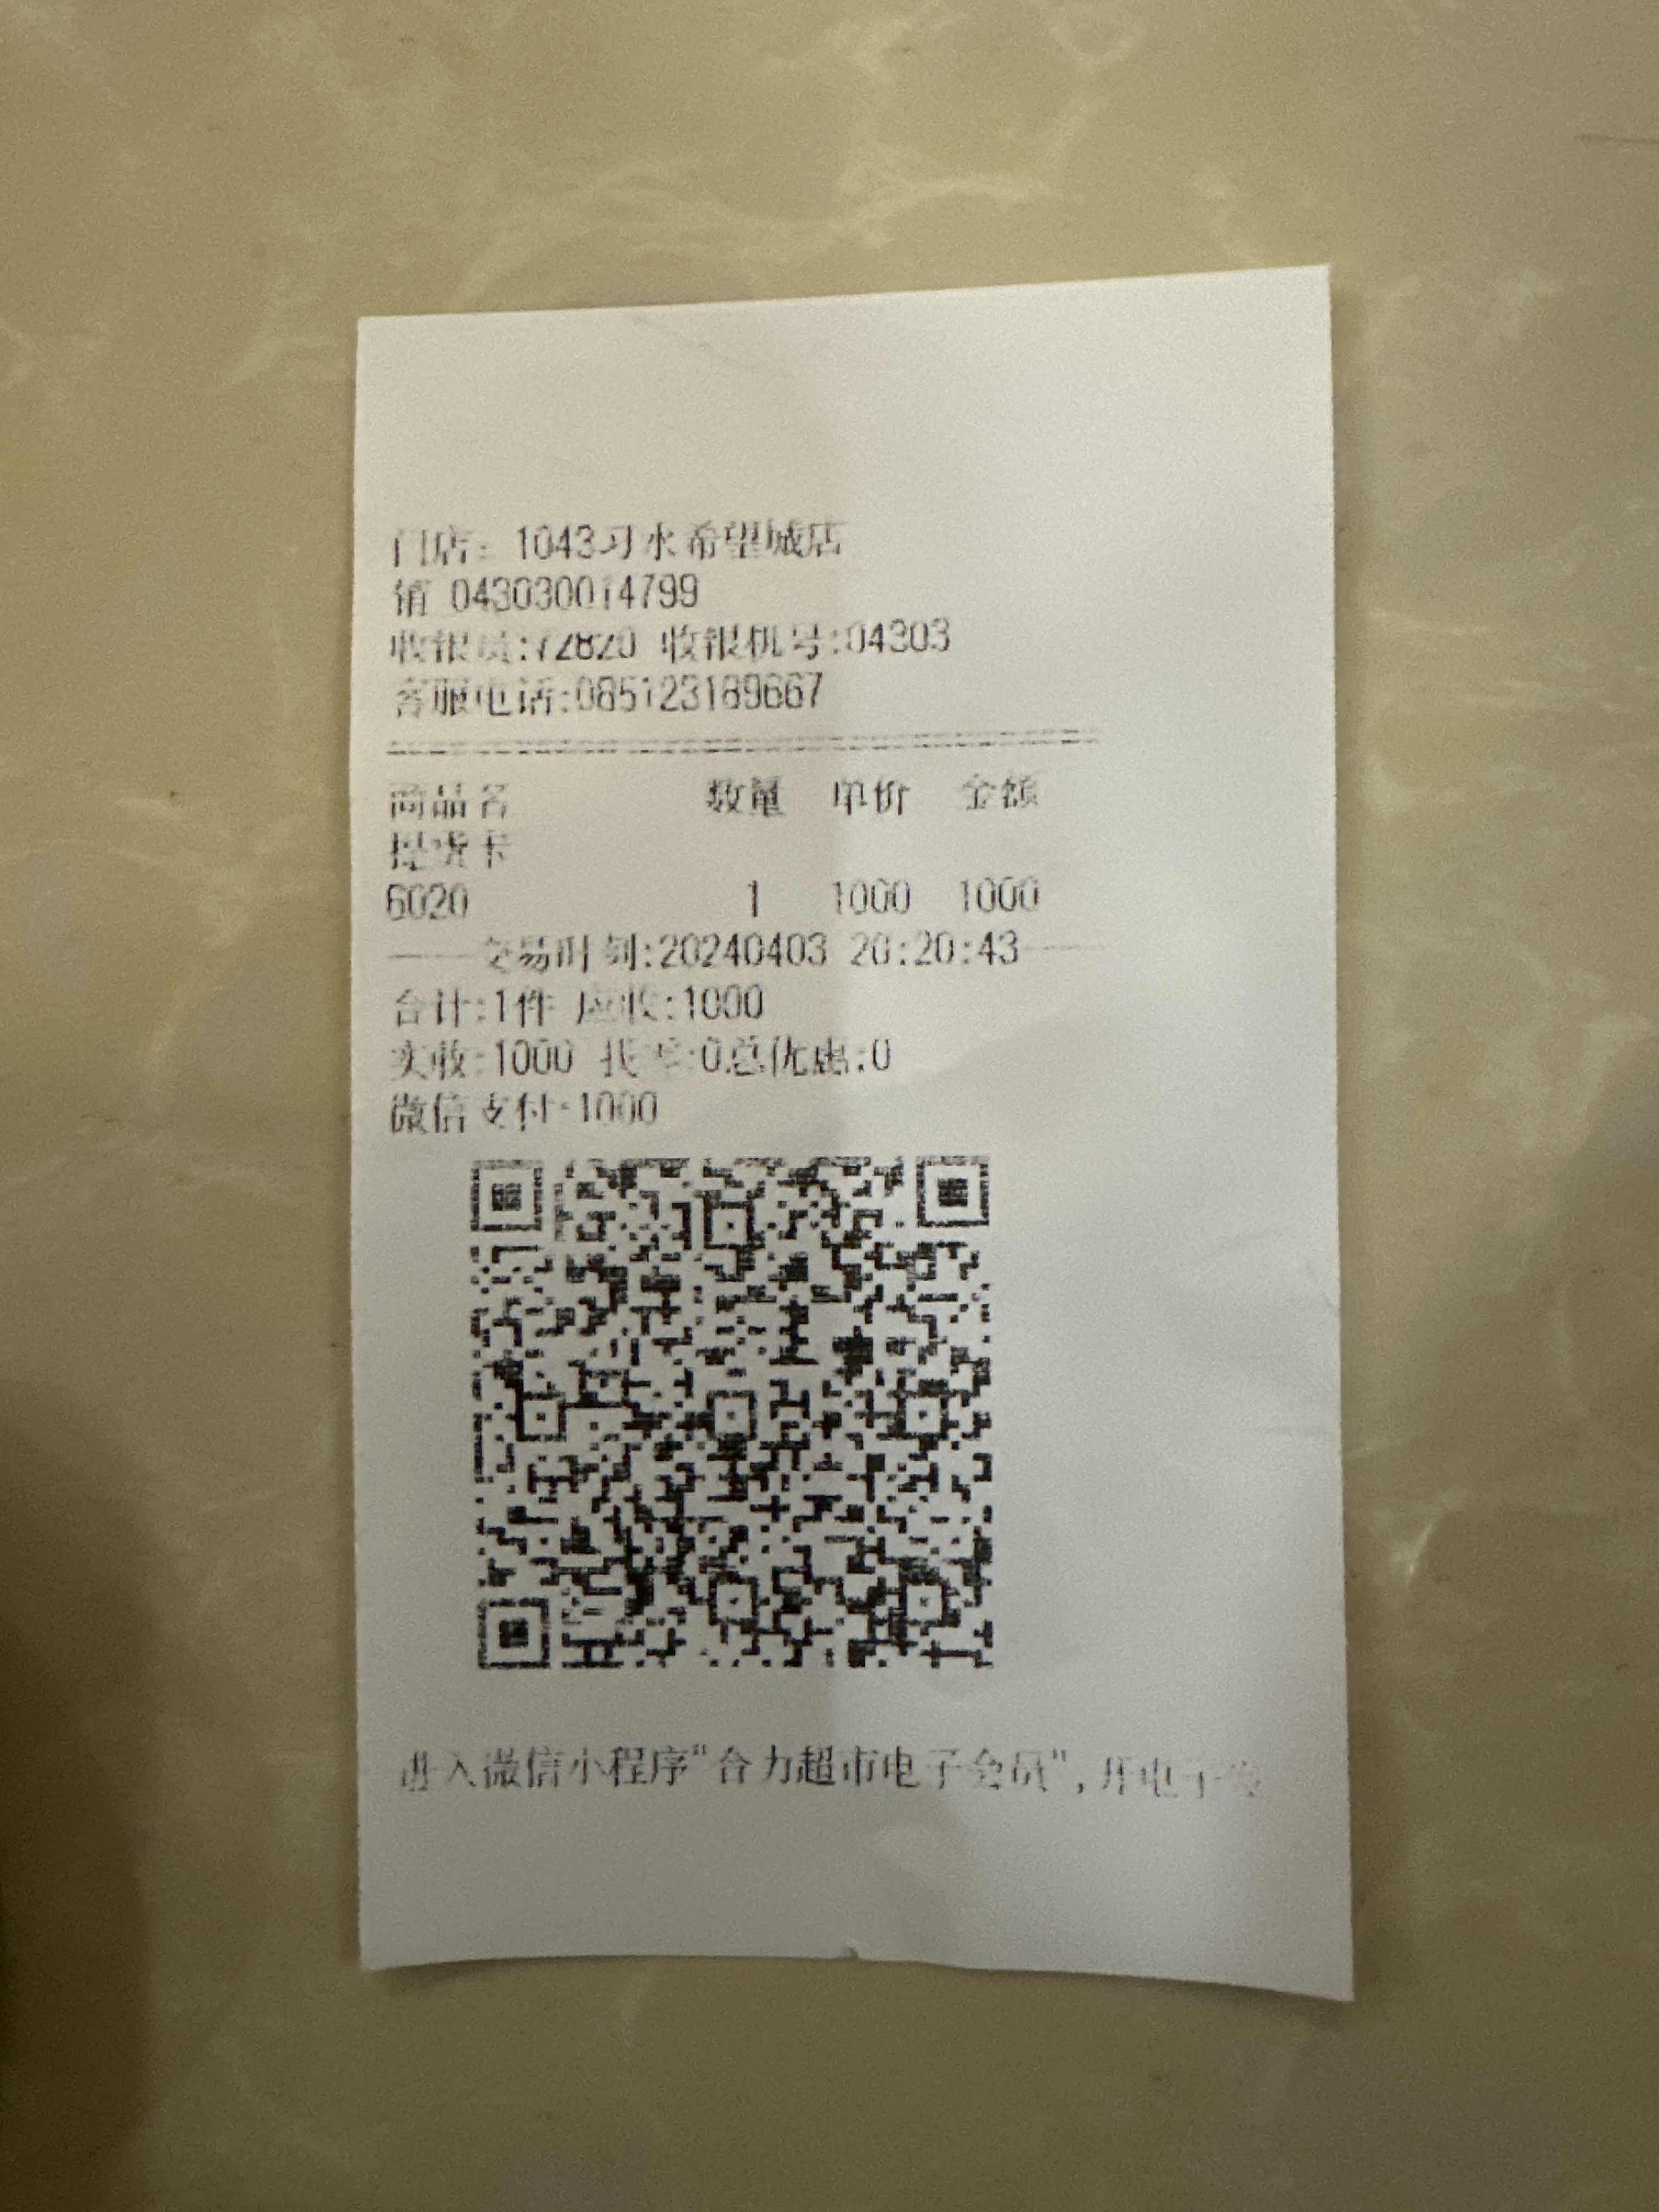 门店：1043习水希望城店
销 043030014799
收银员:72820 收银机号:04303
客服电话:085123189667
商品名 数量 单价 金额
提货卡
6020 1 1000 1000
交易时刻:20240403 20:20:43
合计:1件 应收:1000
实收:1000 找零:0总优惠:0
微信支付:1000
进入微信小程序"合力超市电子会员",开电子